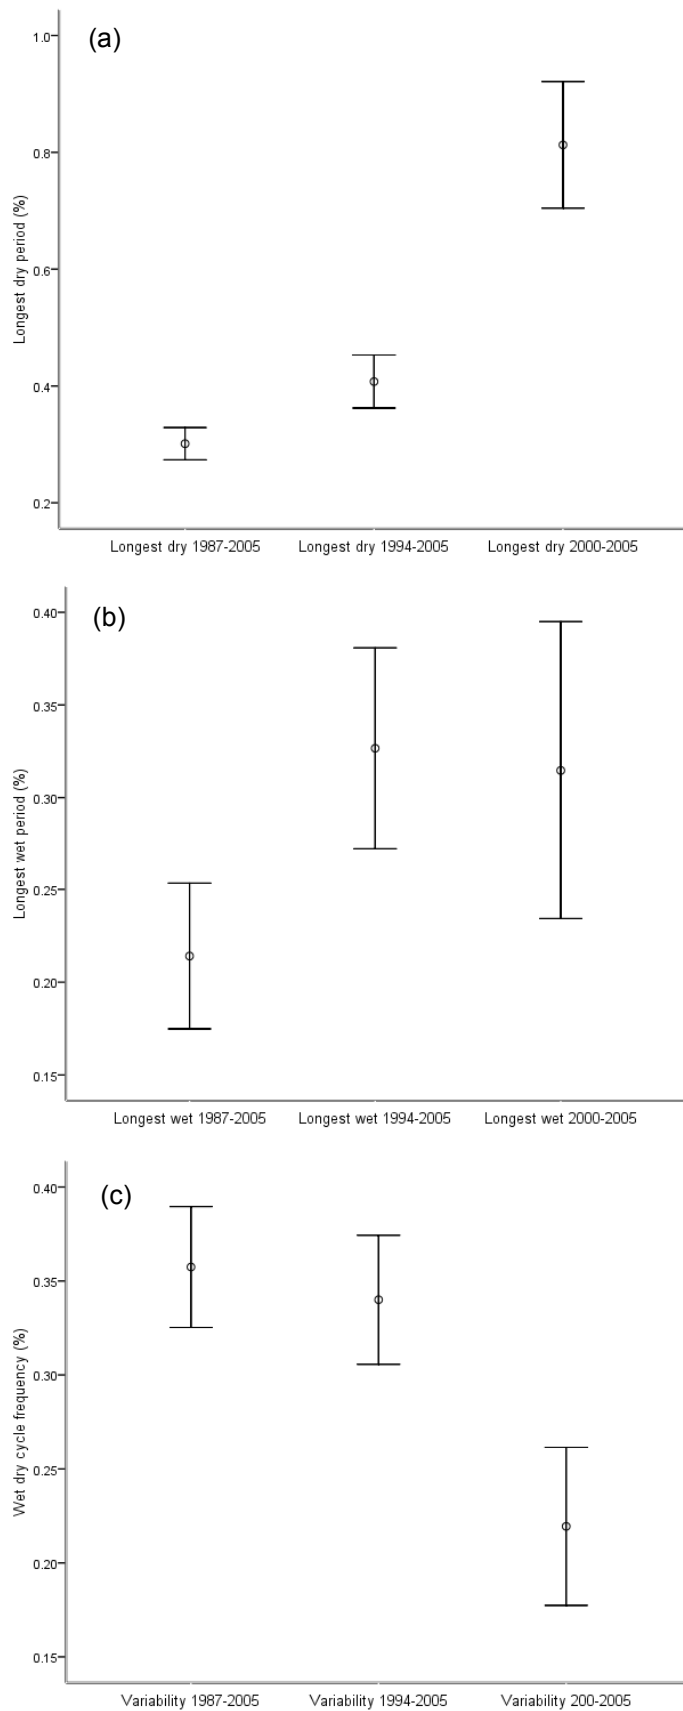 (a)
1.0
0.8
0.6
0.4
0.2
Longest dry period (%)
Longest dry 1987-2005 Longest dry 1994-2005 Longest dry 2000-2005
(b)
0.40
0.35
0.30
0.25
0.20
0.15
Longest wet period (%)
Longest wet 1987-2005 Longest wet 1994-2005 Longest wet 2000-2005
(c)
0.40
0.35
0.30
0.25
0.20
0.15
Wet dry cycle frequency (%)
Variability 1987-2005 Variability 1994-2005 Variability 200-2005